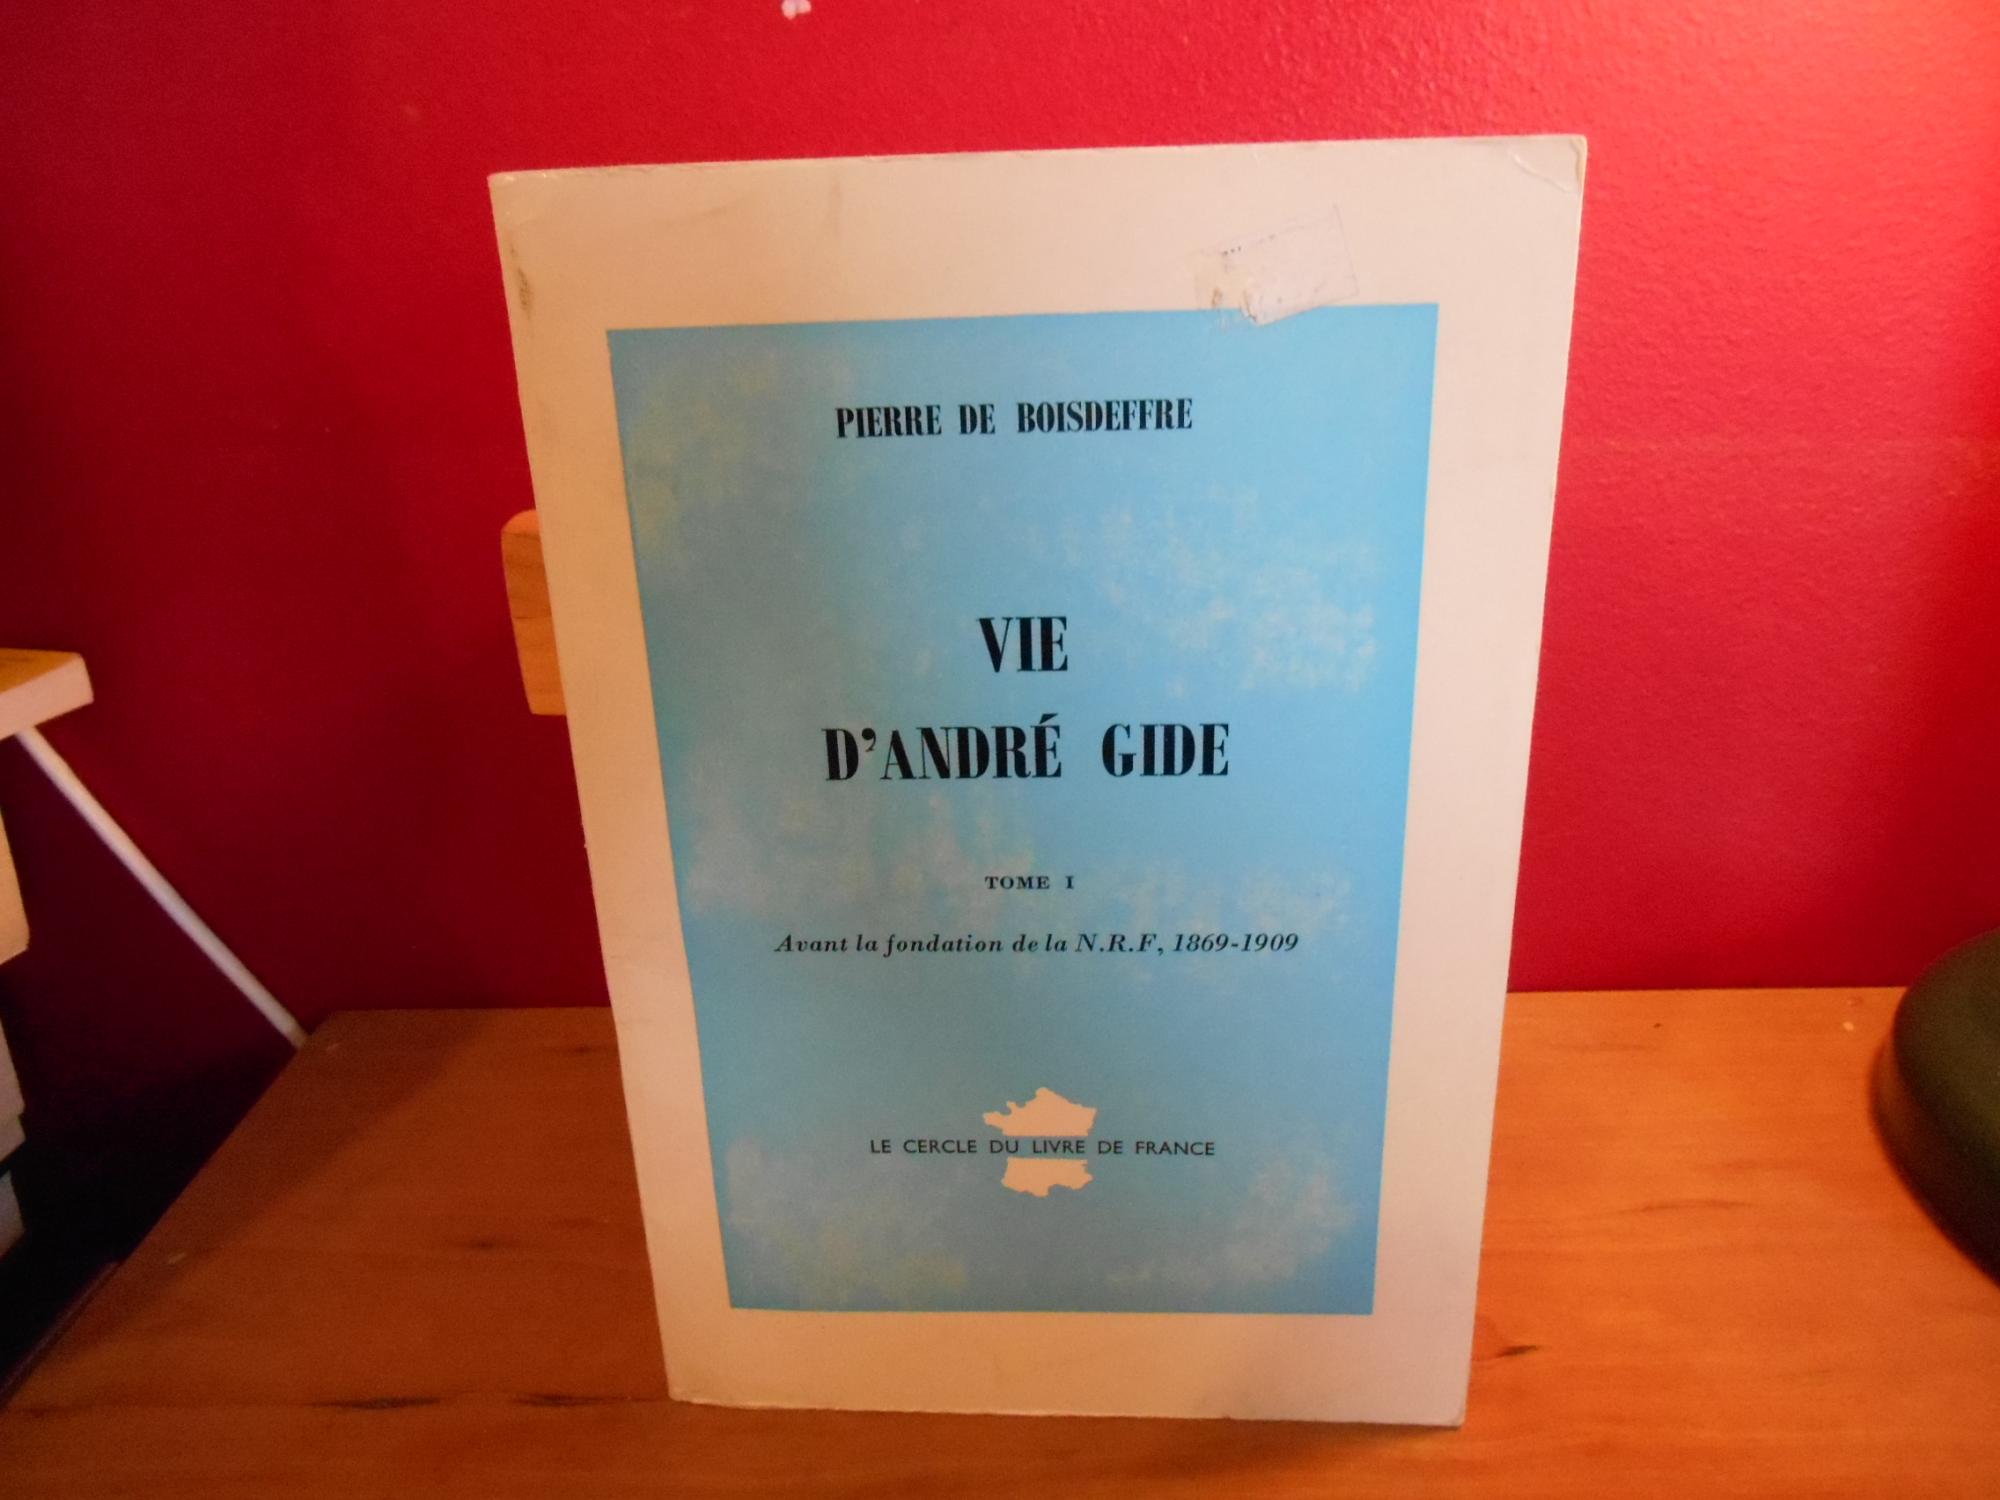 PIERRE DE BOISDEFFRE
VIE
D'ANDRÉ GIDE
TOME I
Avant la fondation de la N.R.F, 1869-1909
LE CERCLE DU LIVRE DE FRANCE